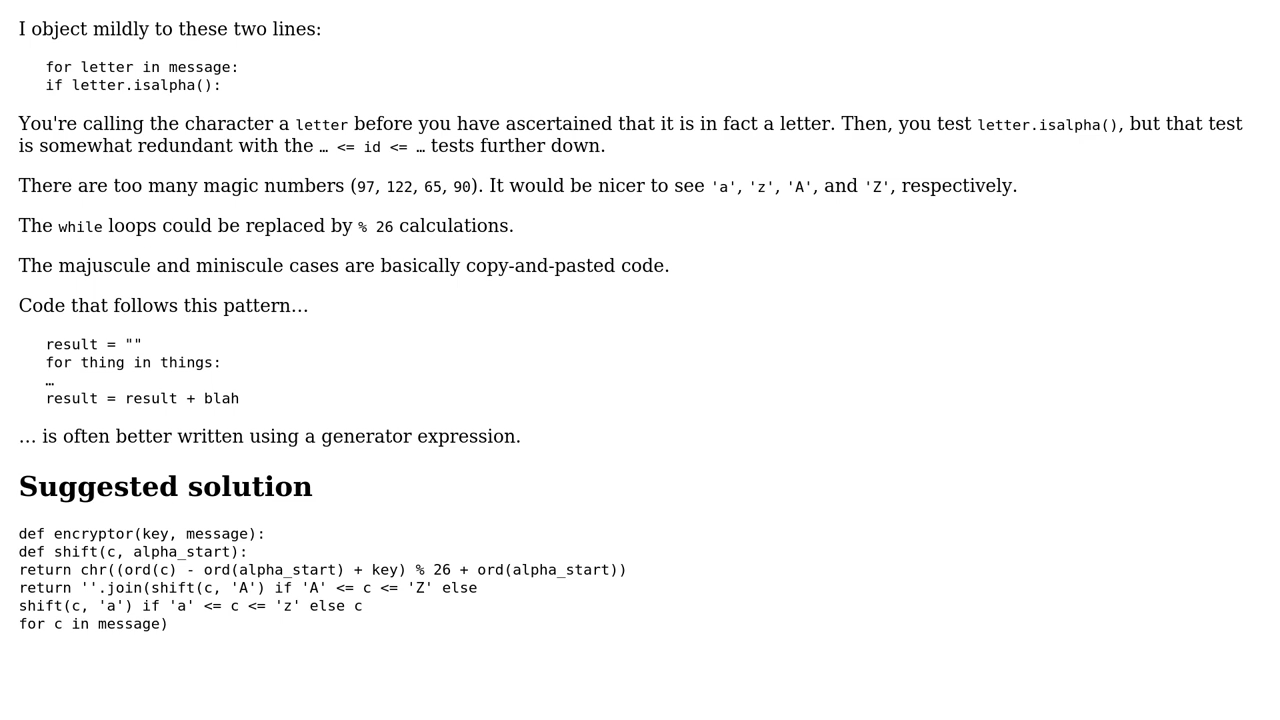 I object mildly to these two lines:
for letter in message:
if letter.isalpha():
You're calling the character a letter before you have ascertained that it is in fact a letter. Then, you test letter.isalpha(), but that test
is somewhat redundant with the … <= id <= … tests further down.
There are too many magic numbers (97, 122, 65, 90). It would be nicer to see 'a', 'z', 'A', and 'Z', respectively.
The while loops could be replaced by % 26 calculations.
The majuscule and miniscule cases are basically copy-and-pasted code.
Code that follows this pattern…
result = ""
for thing in things:
…
result = result + blah
… is often better written using a generator expression.
Suggested solution
def encryptor(key, message):
def shift(c, alpha_start):
return chr((ord(c) - ord(alpha_start) + key) % 26 + ord(alpha_start))
return ''.join(shift(c, 'A') if 'A' <= c <= 'Z' else
shift(c, 'a') if 'a' <= c <= 'z' else c
for c in message)